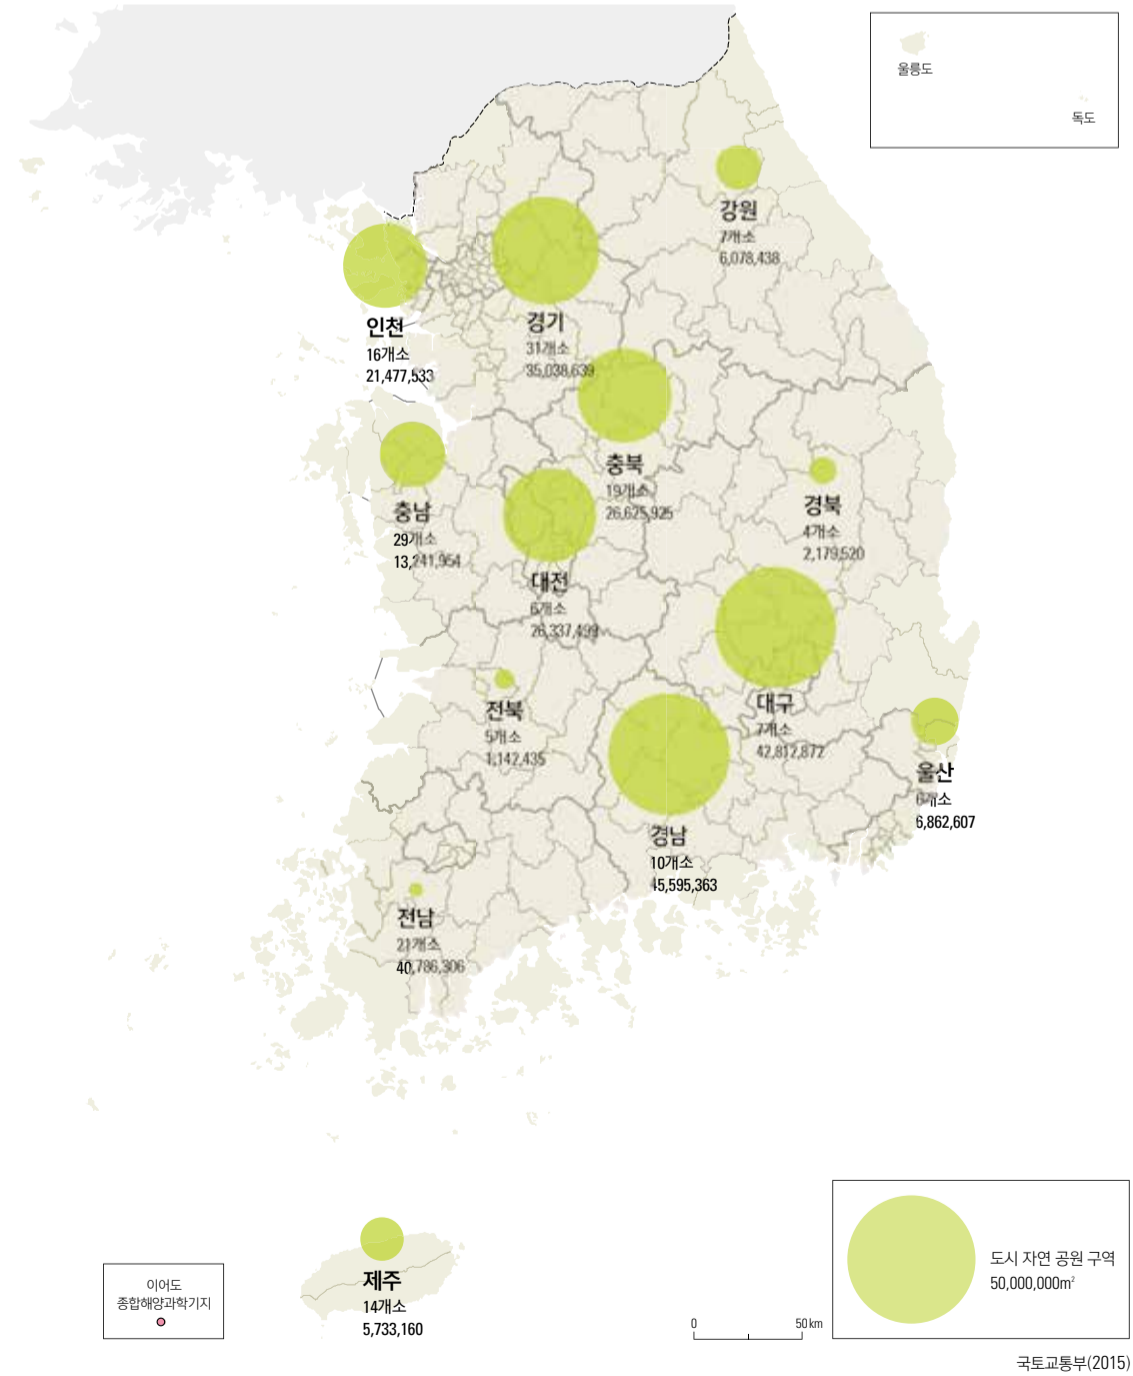 울릉도
독도
강원
7개소
6,078,438
인천
16개소
21,477,533
경기
31개소
35,038,639
충북
19개소
26,625,925
충남
29개소
13,241,954
경북
4개소
2,179,520
대전
6개소
26,337,499
전북
5개소
1,142,435
대구
7개소
42,812,872
울산
6개소
6,862,607
경남
10개소
45,595,363
전남
21개소
40,786,306
제주
14개소
5,733,160
이어도
종합해양과학기지
0 50 km
도시 자연 공원 구역
50,000,000m²
국토교통부(2015)